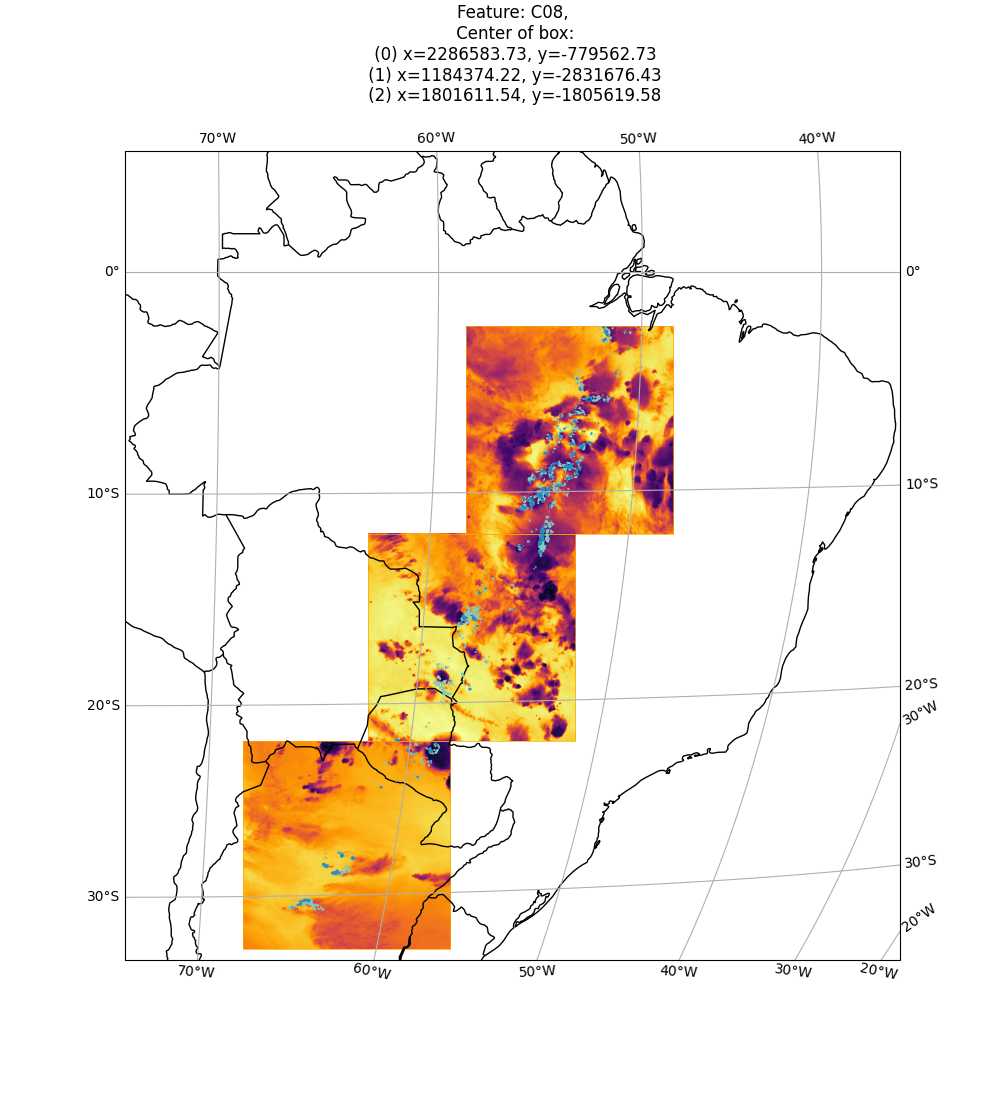 Feature: C08,
Center of box:
(0) x=2286583.73, y=-779562.73
(1) x=1184374.22, y=-2831676.43
(2) x=1801611.54, y=-1805619.58
70°W 60°W 50°W 40°W
0° 0°
10°S 10°S
20°S 20°S
30°W
30°S 30°S
20°W
70°W 60°W 50°W 40°W 30°W 20°W